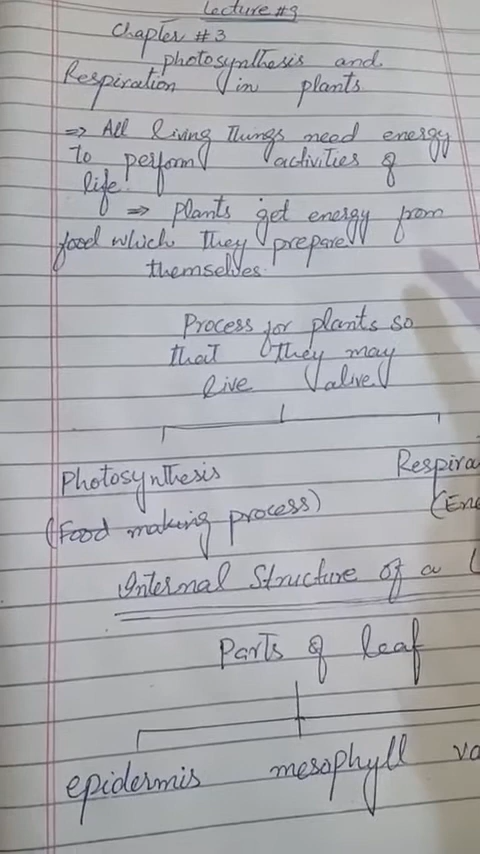 Lecture #9
Chapter #3
photosynthesis and
Respiration in plants
⇒ All living things need energy
to perform activities of
life.
⇒ plants get energy from
food which they prepare
themselves.
Process for plants so
that they may
live alive
Photosynthesis Respira
(Food making process) (Ene
Internal Structure of a
Parts of leaf
epidermis mesophyll va